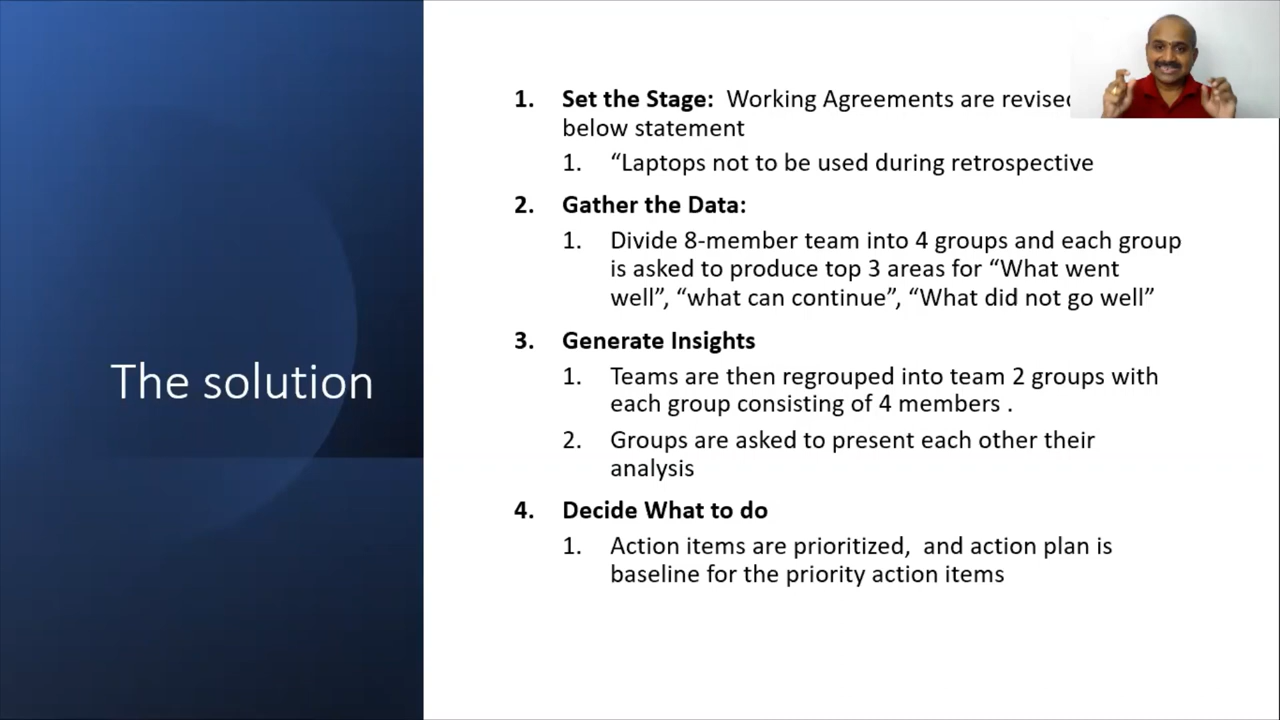 The solution
1. Set the Stage: Working Agreements are revised
below statement
1. “Laptops not to be used during retrospective
2. Gather the Data:
1. Divide 8-member team into 4 groups and each group
is asked to produce top 3 areas for “What went
well”, “what can continue”, “What did not go well”
3. Generate Insights
1. Teams are then regrouped into team 2 groups with
each group consisting of 4 members .
2. Groups are asked to present each other their
analysis
4. Decide What to do
1. Action items are prioritized,  and action plan is
baseline for the priority action items